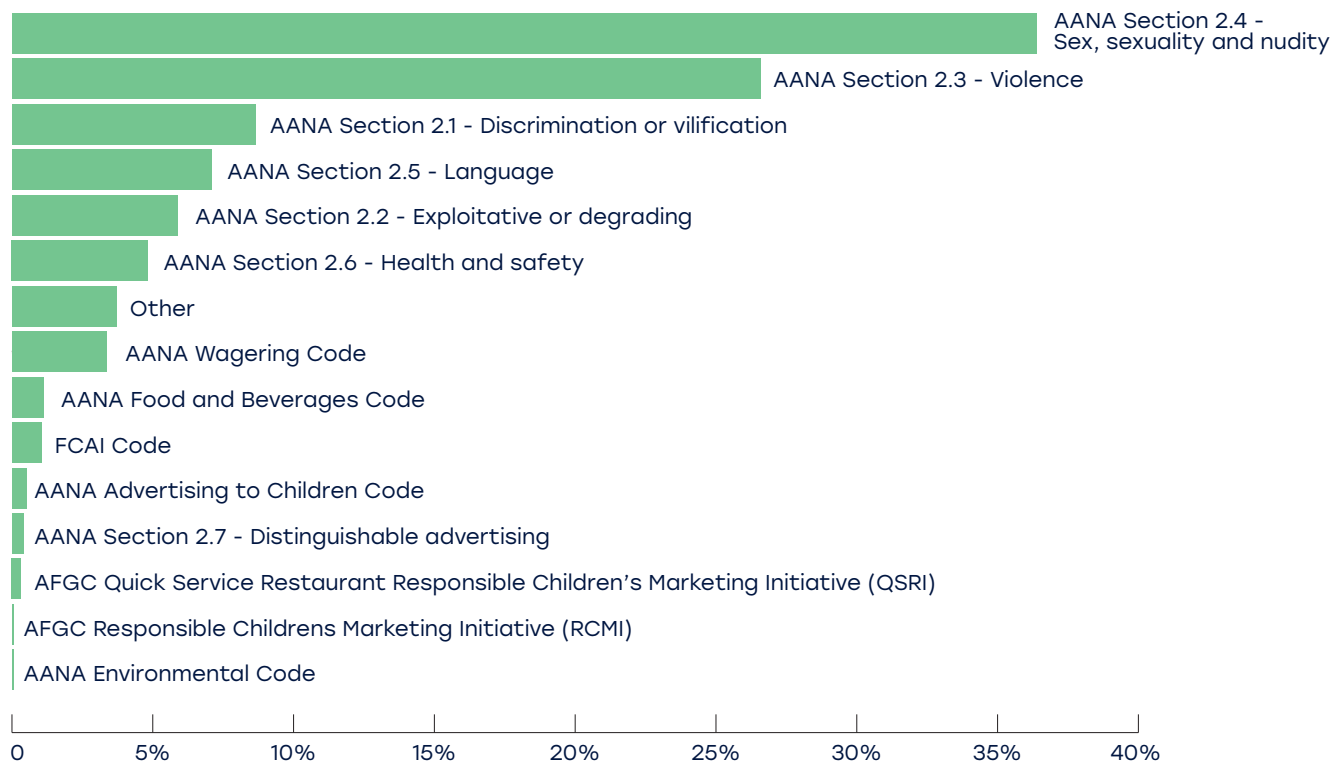 AANA Section 2.4 -
Sex, sexuality and nudity
AANA Section 2.3 - Violence
AANA Section 2.1 - Discrimination or vilification
AANA Section 2.5 - Language
AANA Section 2.2 - Exploitative or degrading
AANA Section 2.6 - Health and safety
Other
AANA Wagering Code
AANA Food and Beverages Code
FCAI Code
AANA Advertising to Children Code
AANA Section 2.7 - Distinguishable advertising
AFGC Quick Service Restaurant Responsible Children’s Marketing Initiative (QSRI)
AFGC Responsible Childrens Marketing Initiative (RCMI)
AANA Environmental Code
0 5% 10% 15% 20% 25% 30% 35% 40%